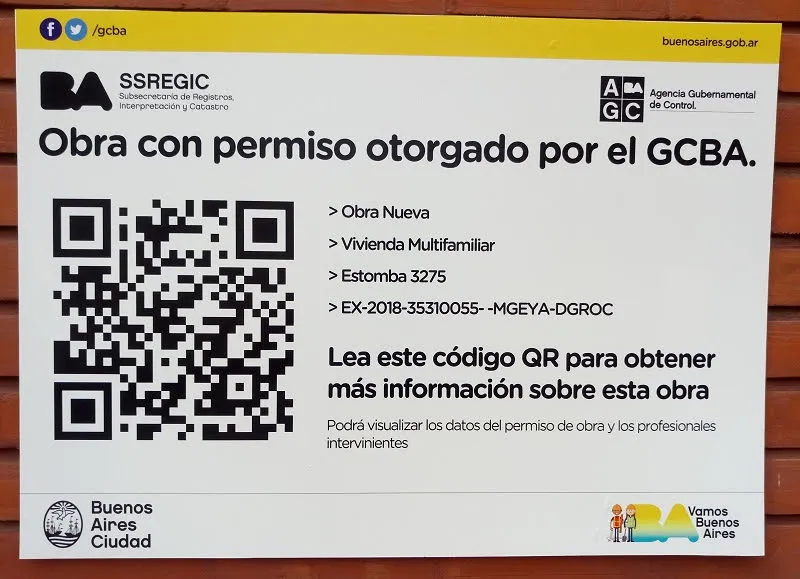 /gcba
buenosaires.gob.ar
BA
SSREGIC
Subsecretaría de Registros,
Interpretación y Catastro
A BA
GC
Agencia Gubernamental
de Control.
Obra con permiso otorgado por el GCBA.
> Obra Nueva
> Vivienda Multifamiliar
> Estomba 3275
> EX-2018-35310055- -MGEYA-DGROC
Lea este código QR para obtener
más información sobre esta obra
Podrá visualizar los datos del permiso de obra y los profesionales
intervinientes
Buenos
Aires
Ciudad
BA
Vamos
Buenos
Aires